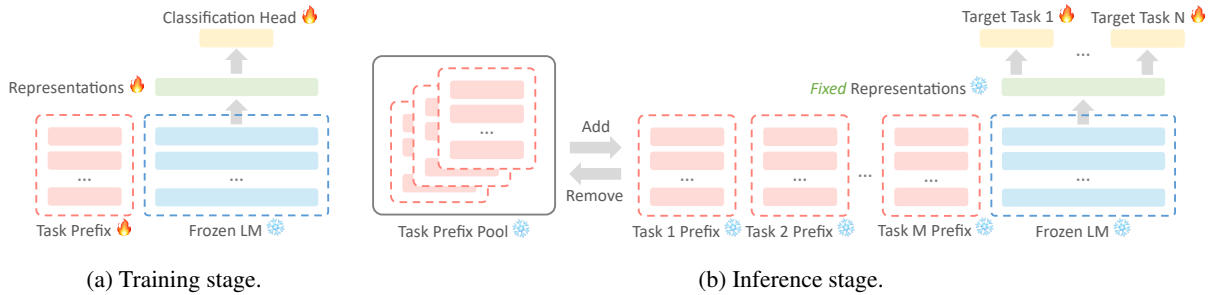 Classification Head
Representations
...
Task Prefix
...
Frozen LM
(a) Training stage.
...
Task Prefix Pool
Add
Remove
Target Task 1
...
Target Task N
Fixed Representations
...
Task 1 Prefix
...
Task 2 Prefix
...
...
Task M Prefix
...
Frozen LM
(b) Inference stage.